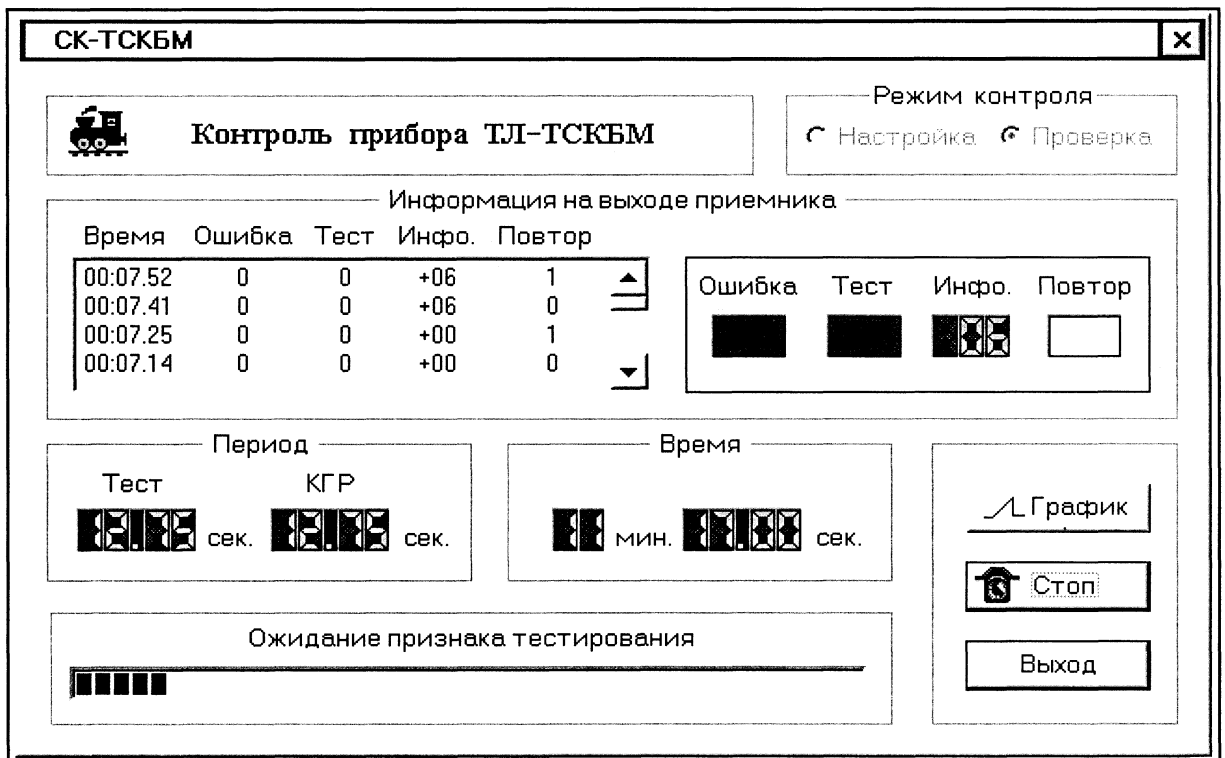 СК-ТСКБМ
Контроль прибора ТЛ-ТСКБМ
Режим контроля
Настройка Проверка
Информация на выходе приемника
Время Ошибка Тест Инфо. Повтор
00:07.52 0 0 +06 1
00:07.41 0 0 +06 0
00:07.25 0 0 +00 1
00:07.14 0 0 +00 0
Ошибка Тест Инфо. Повтор
Период
Тест КГР
сек. сек.
Время
мин. сек.
График
Стоп
Выход
Ожидание признака тестирования